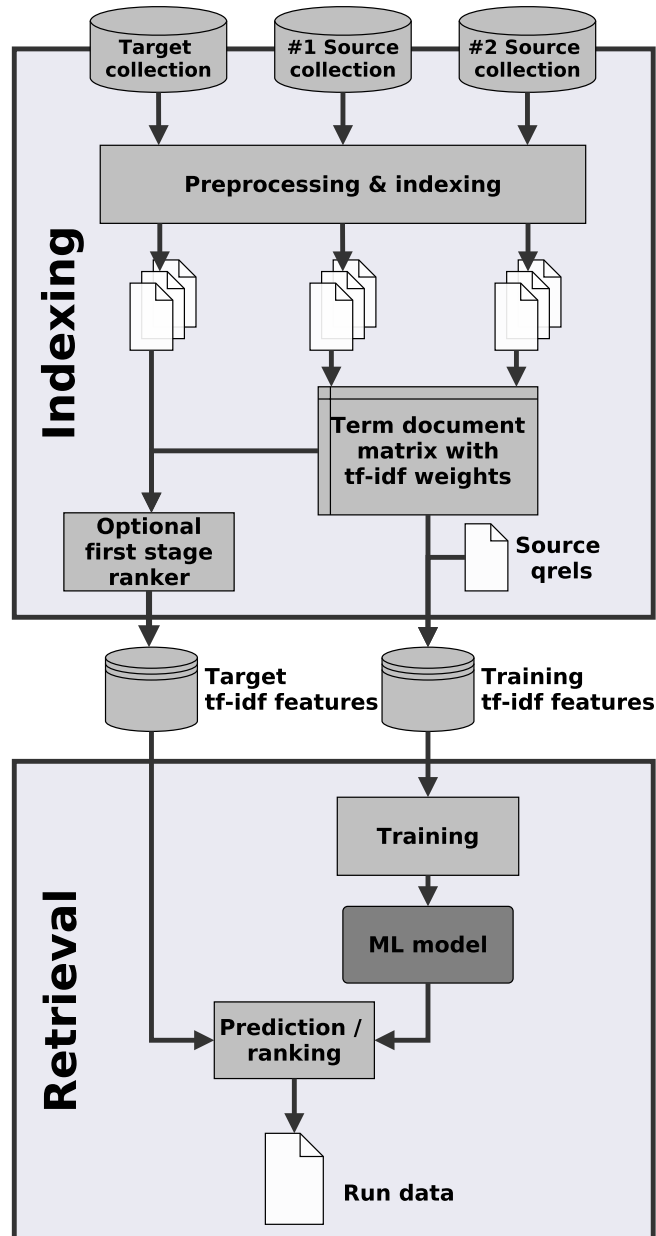 Target
collection
#1 Source
collection
#2 Source
collection
Preprocessing & indexing
Indexing
Term document
matrix with
tf-idf weights
Optional
first stage
ranker
Source
qrels
Target
tf-idf features
Training
tf-idf features
Training
ML model
Retrieval
Prediction /
ranking
Run data